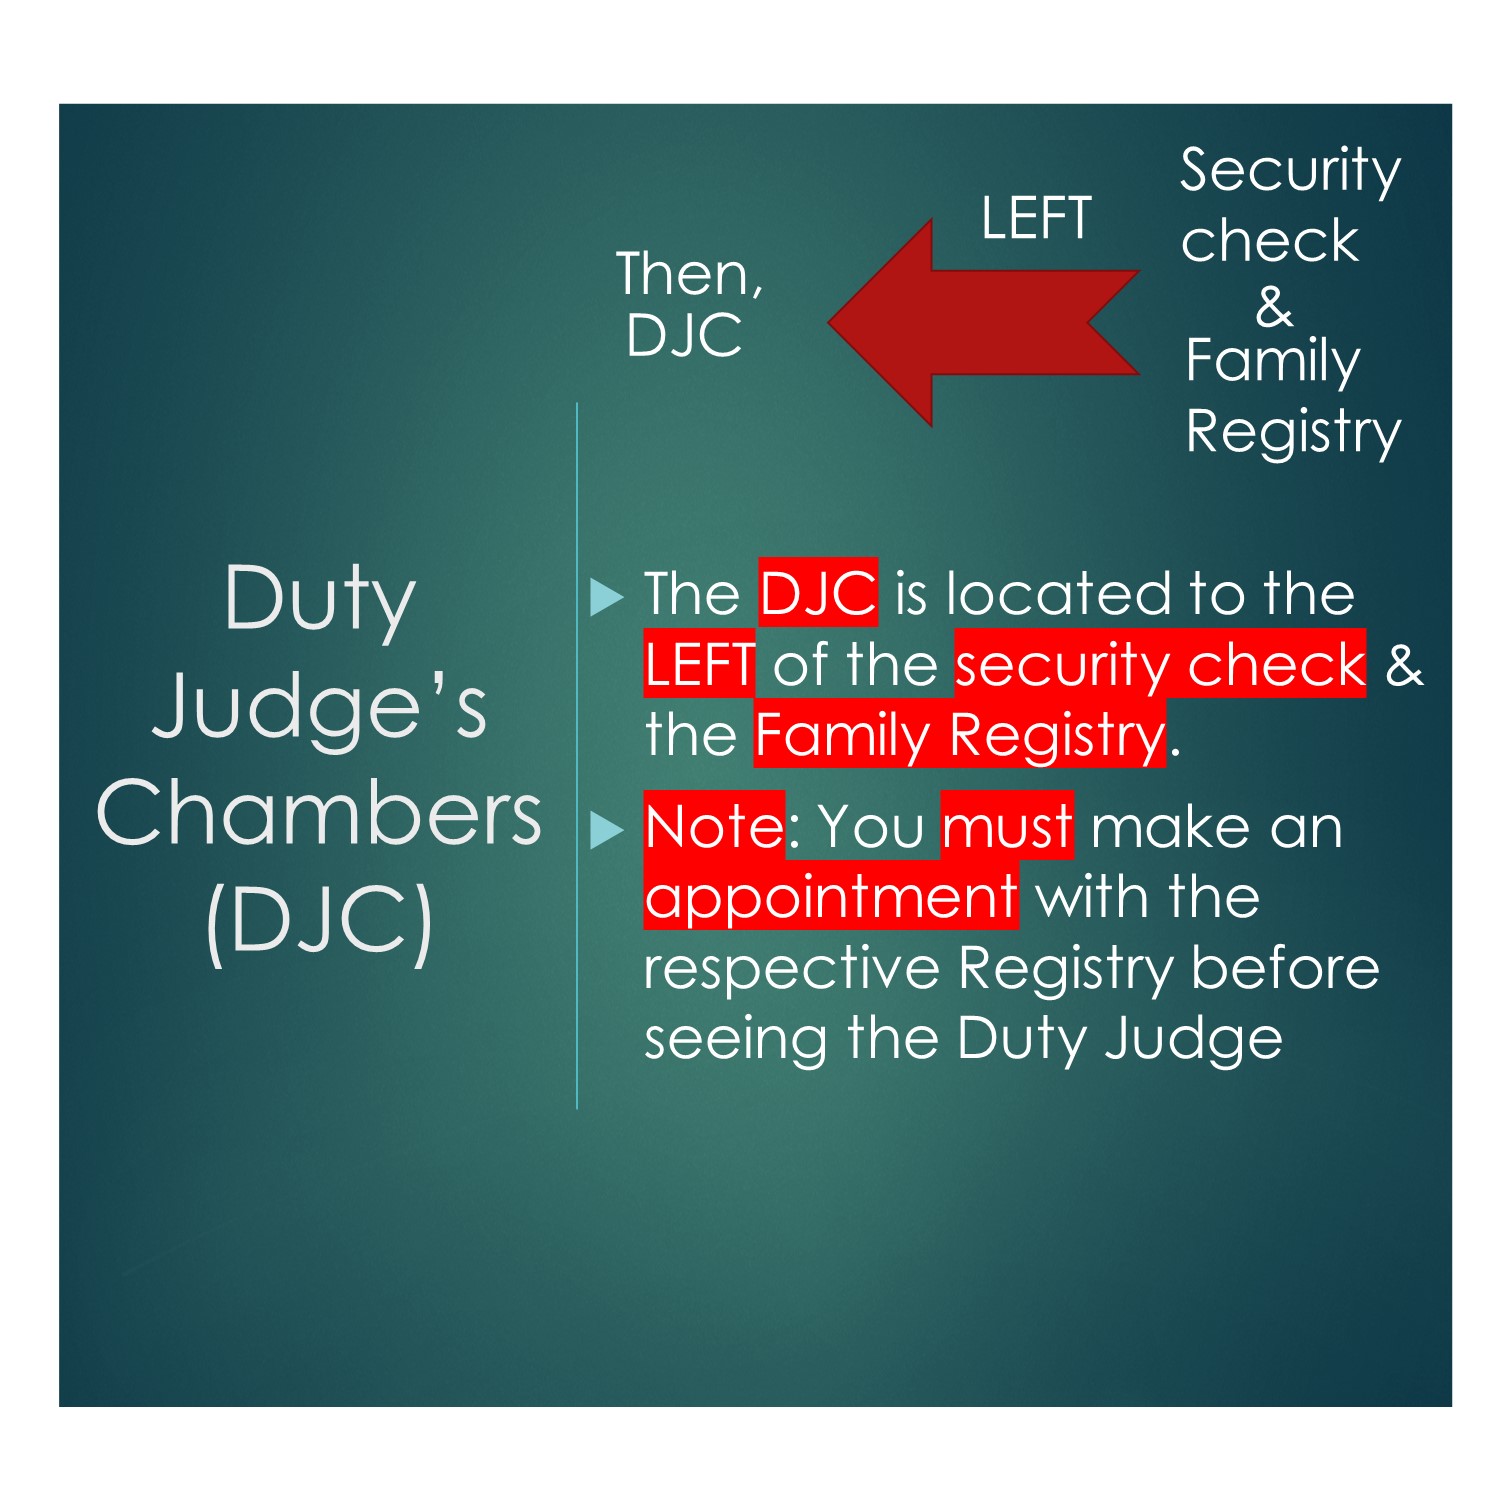 Security
check
&
Family
Registry
LEFT
Then,
DJC
Duty
Judge’s
Chambers
(DJC)
The DJC is located to the
LEFT of the security check &
the Family Registry.
Note: You must make an
appointment with the
respective Registry before
seeing the Duty Judge